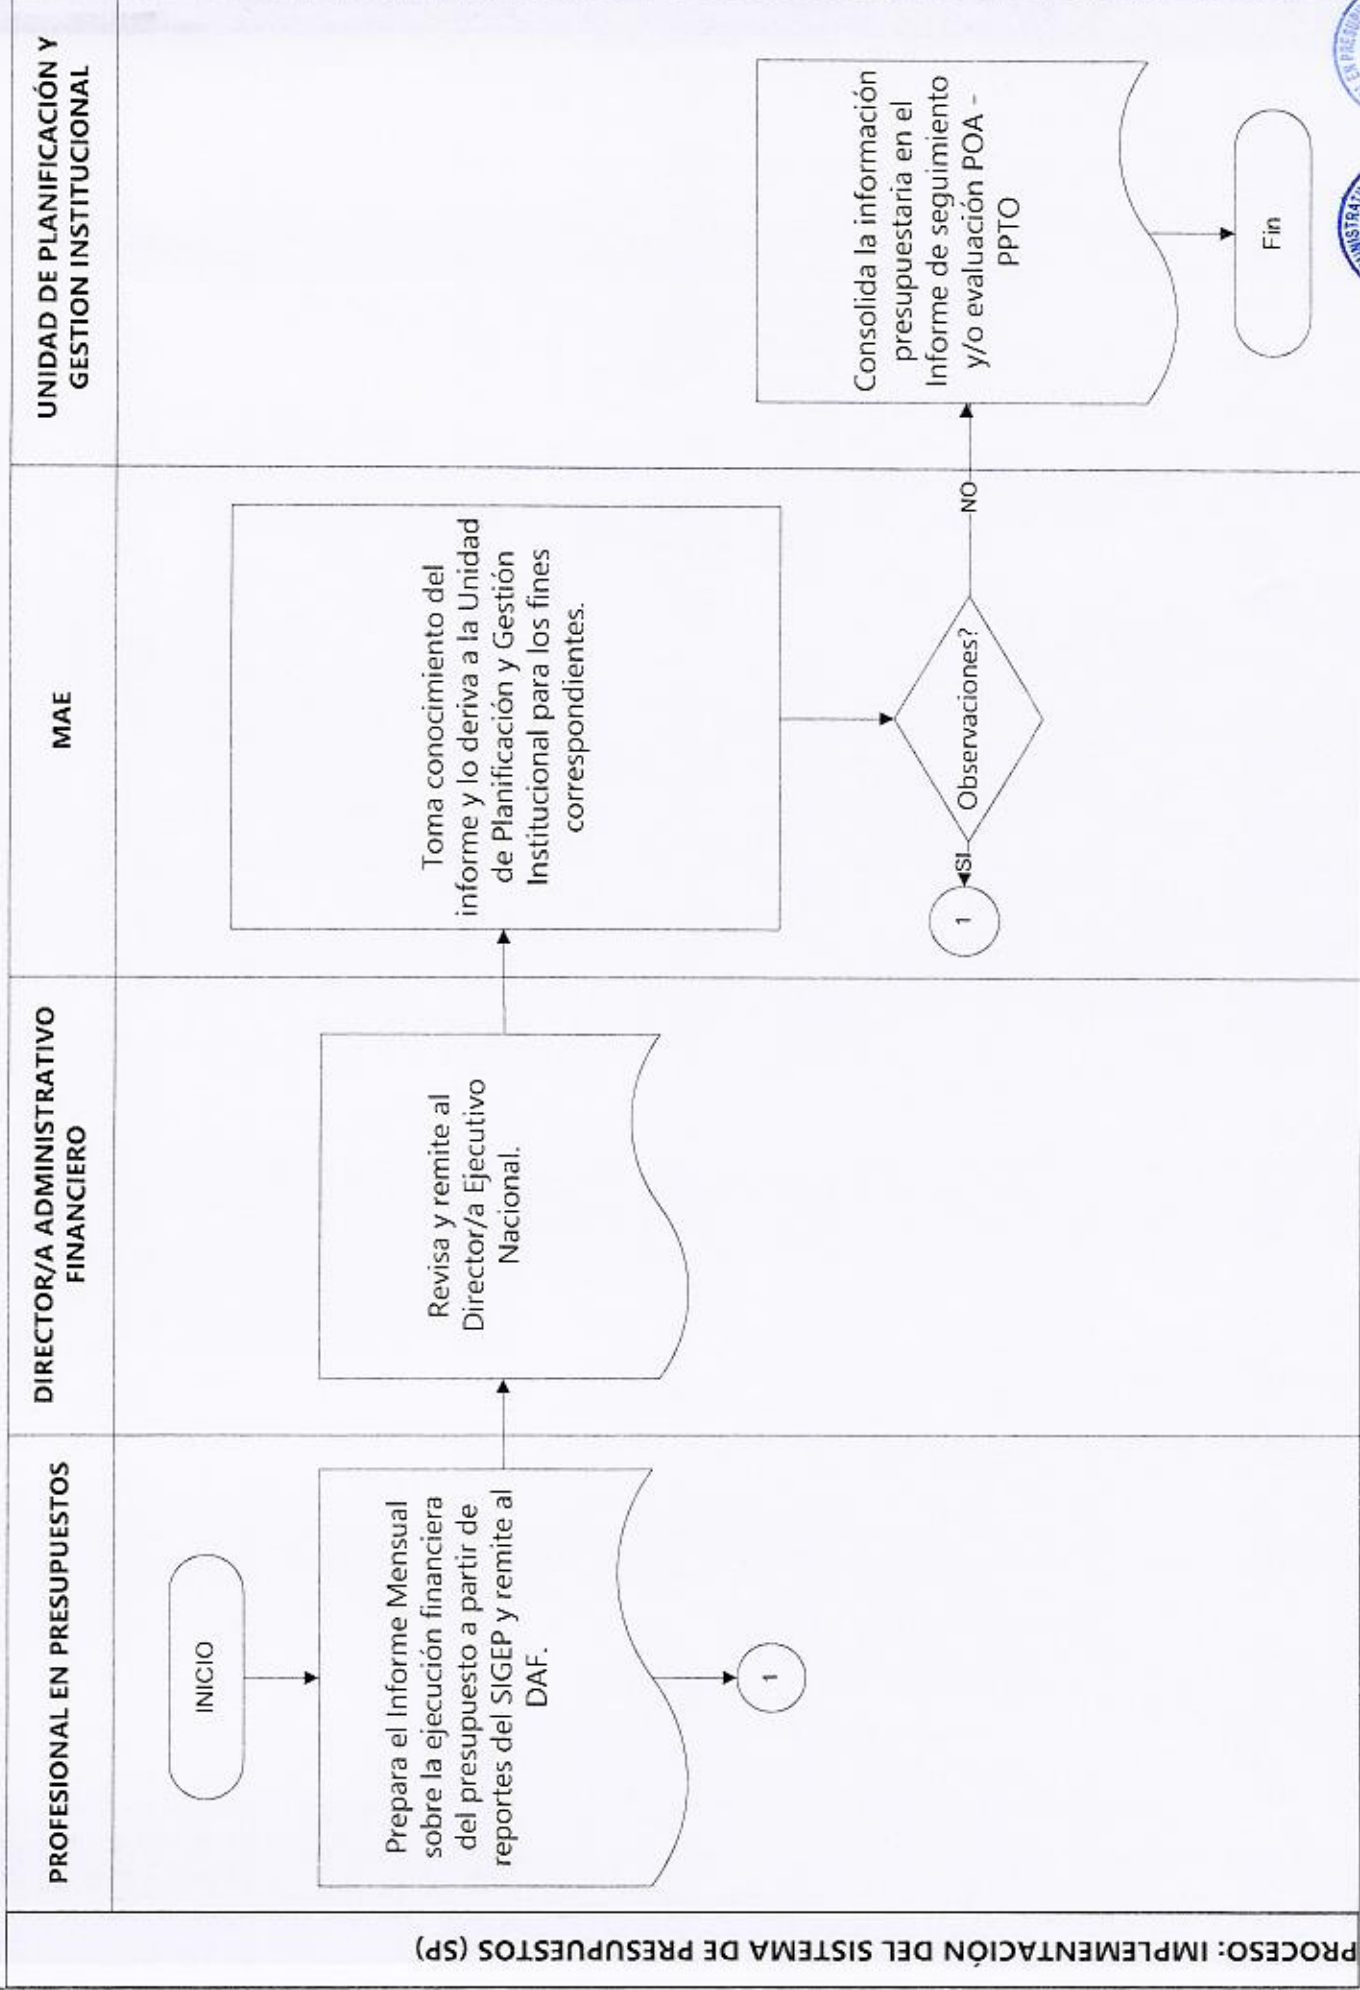 PROCESO: IMPLEMENTACIÓN DEL SISTEMA DE PRESUPUESTOS (SP)
PROFESIONAL EN PRESUPUESTOS
DIRECTOR/A ADMINISTRATIVO
FINANCIERO
MAE
UNIDAD DE PLANIFICACIÓN Y
GESTION INSTITUCIONAL
INICIO
Prepara el Informe Mensual
sobre la ejecución financiera
del presupuesto a partir de
reportes del SIGEP y remite al
DAF.
1
Revisa y remite al
Director/a Ejecutivo
Nacional.
Toma conocimiento del
informe y lo deriva a la Unidad
de Planificación y Gestión
Institucional para los fines
correspondientes.
Observaciones?
SI
1
NO
Consolida la información
presupuestaria en el
Informe de seguimiento
y/o evaluación POA –
PPTO
Fin